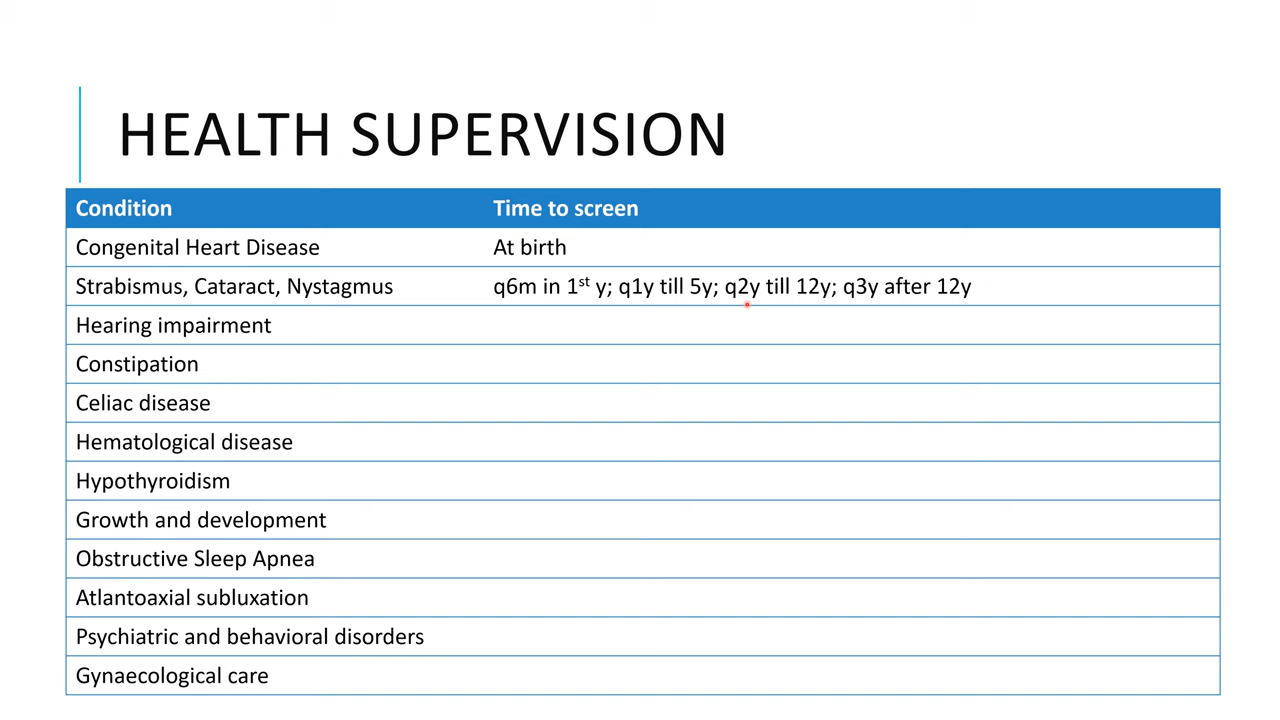 HEALTH SUPERVISION
Condition Time to screen
Congenital Heart Disease At birth
Strabismus, Cataract, Nystagmus q6m in 1st y; q1y till 5y; q2y till 12y; q3y after 12y
Hearing impairment
Constipation
Celiac disease
Hematological disease
Hypothyroidism
Growth and development
Obstructive Sleep Apnea
Atlantoaxial subluxation
Psychiatric and behavioral disorders
Gynaecological care